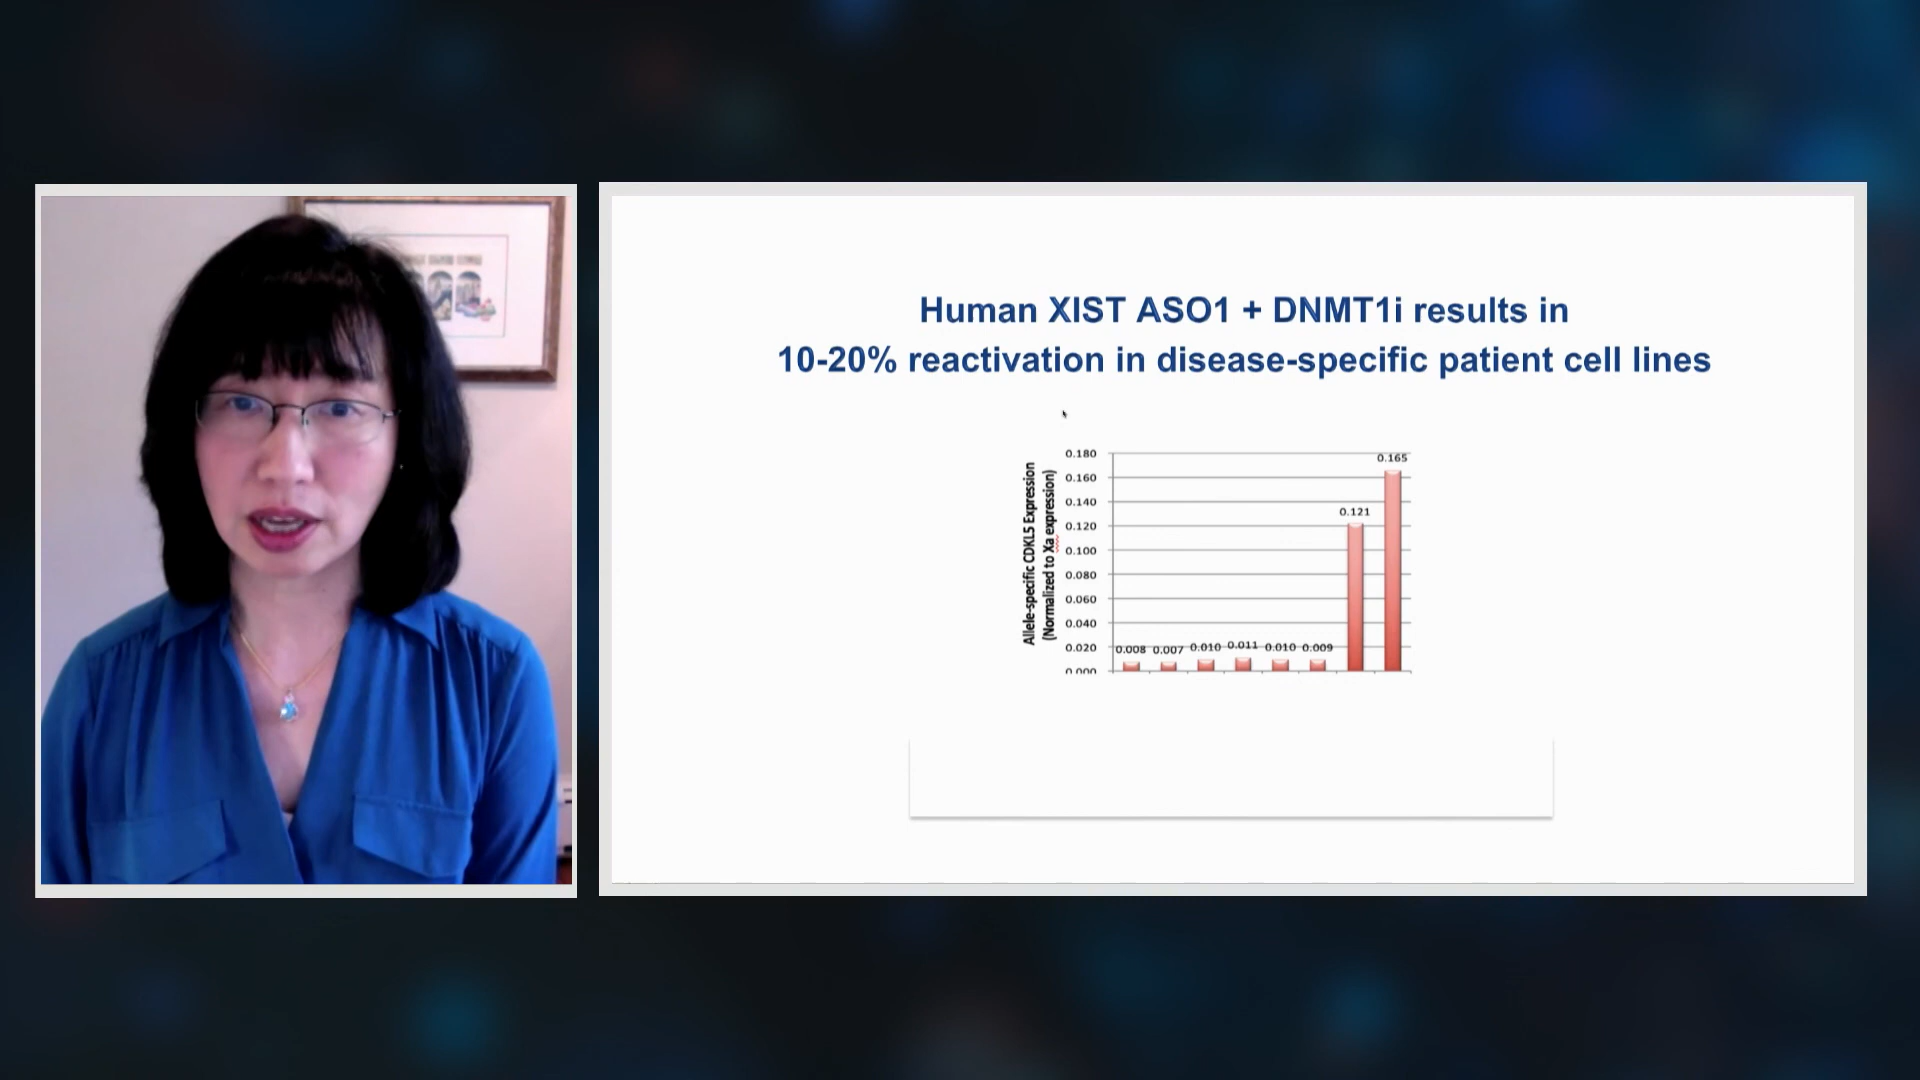 Human XIST ASO1 + DNMT1i results in
10-20% reactivation in disease-specific patient cell lines
Allele-specific CDKL5 Expression
(Normalized to Xa expression)
0.180
0.160
0.140
0.120
0.100
0.080
0.060
0.040
0.020
0.000
0.008 0.007 0.010 0.011 0.010 0.009 0.121 0.165